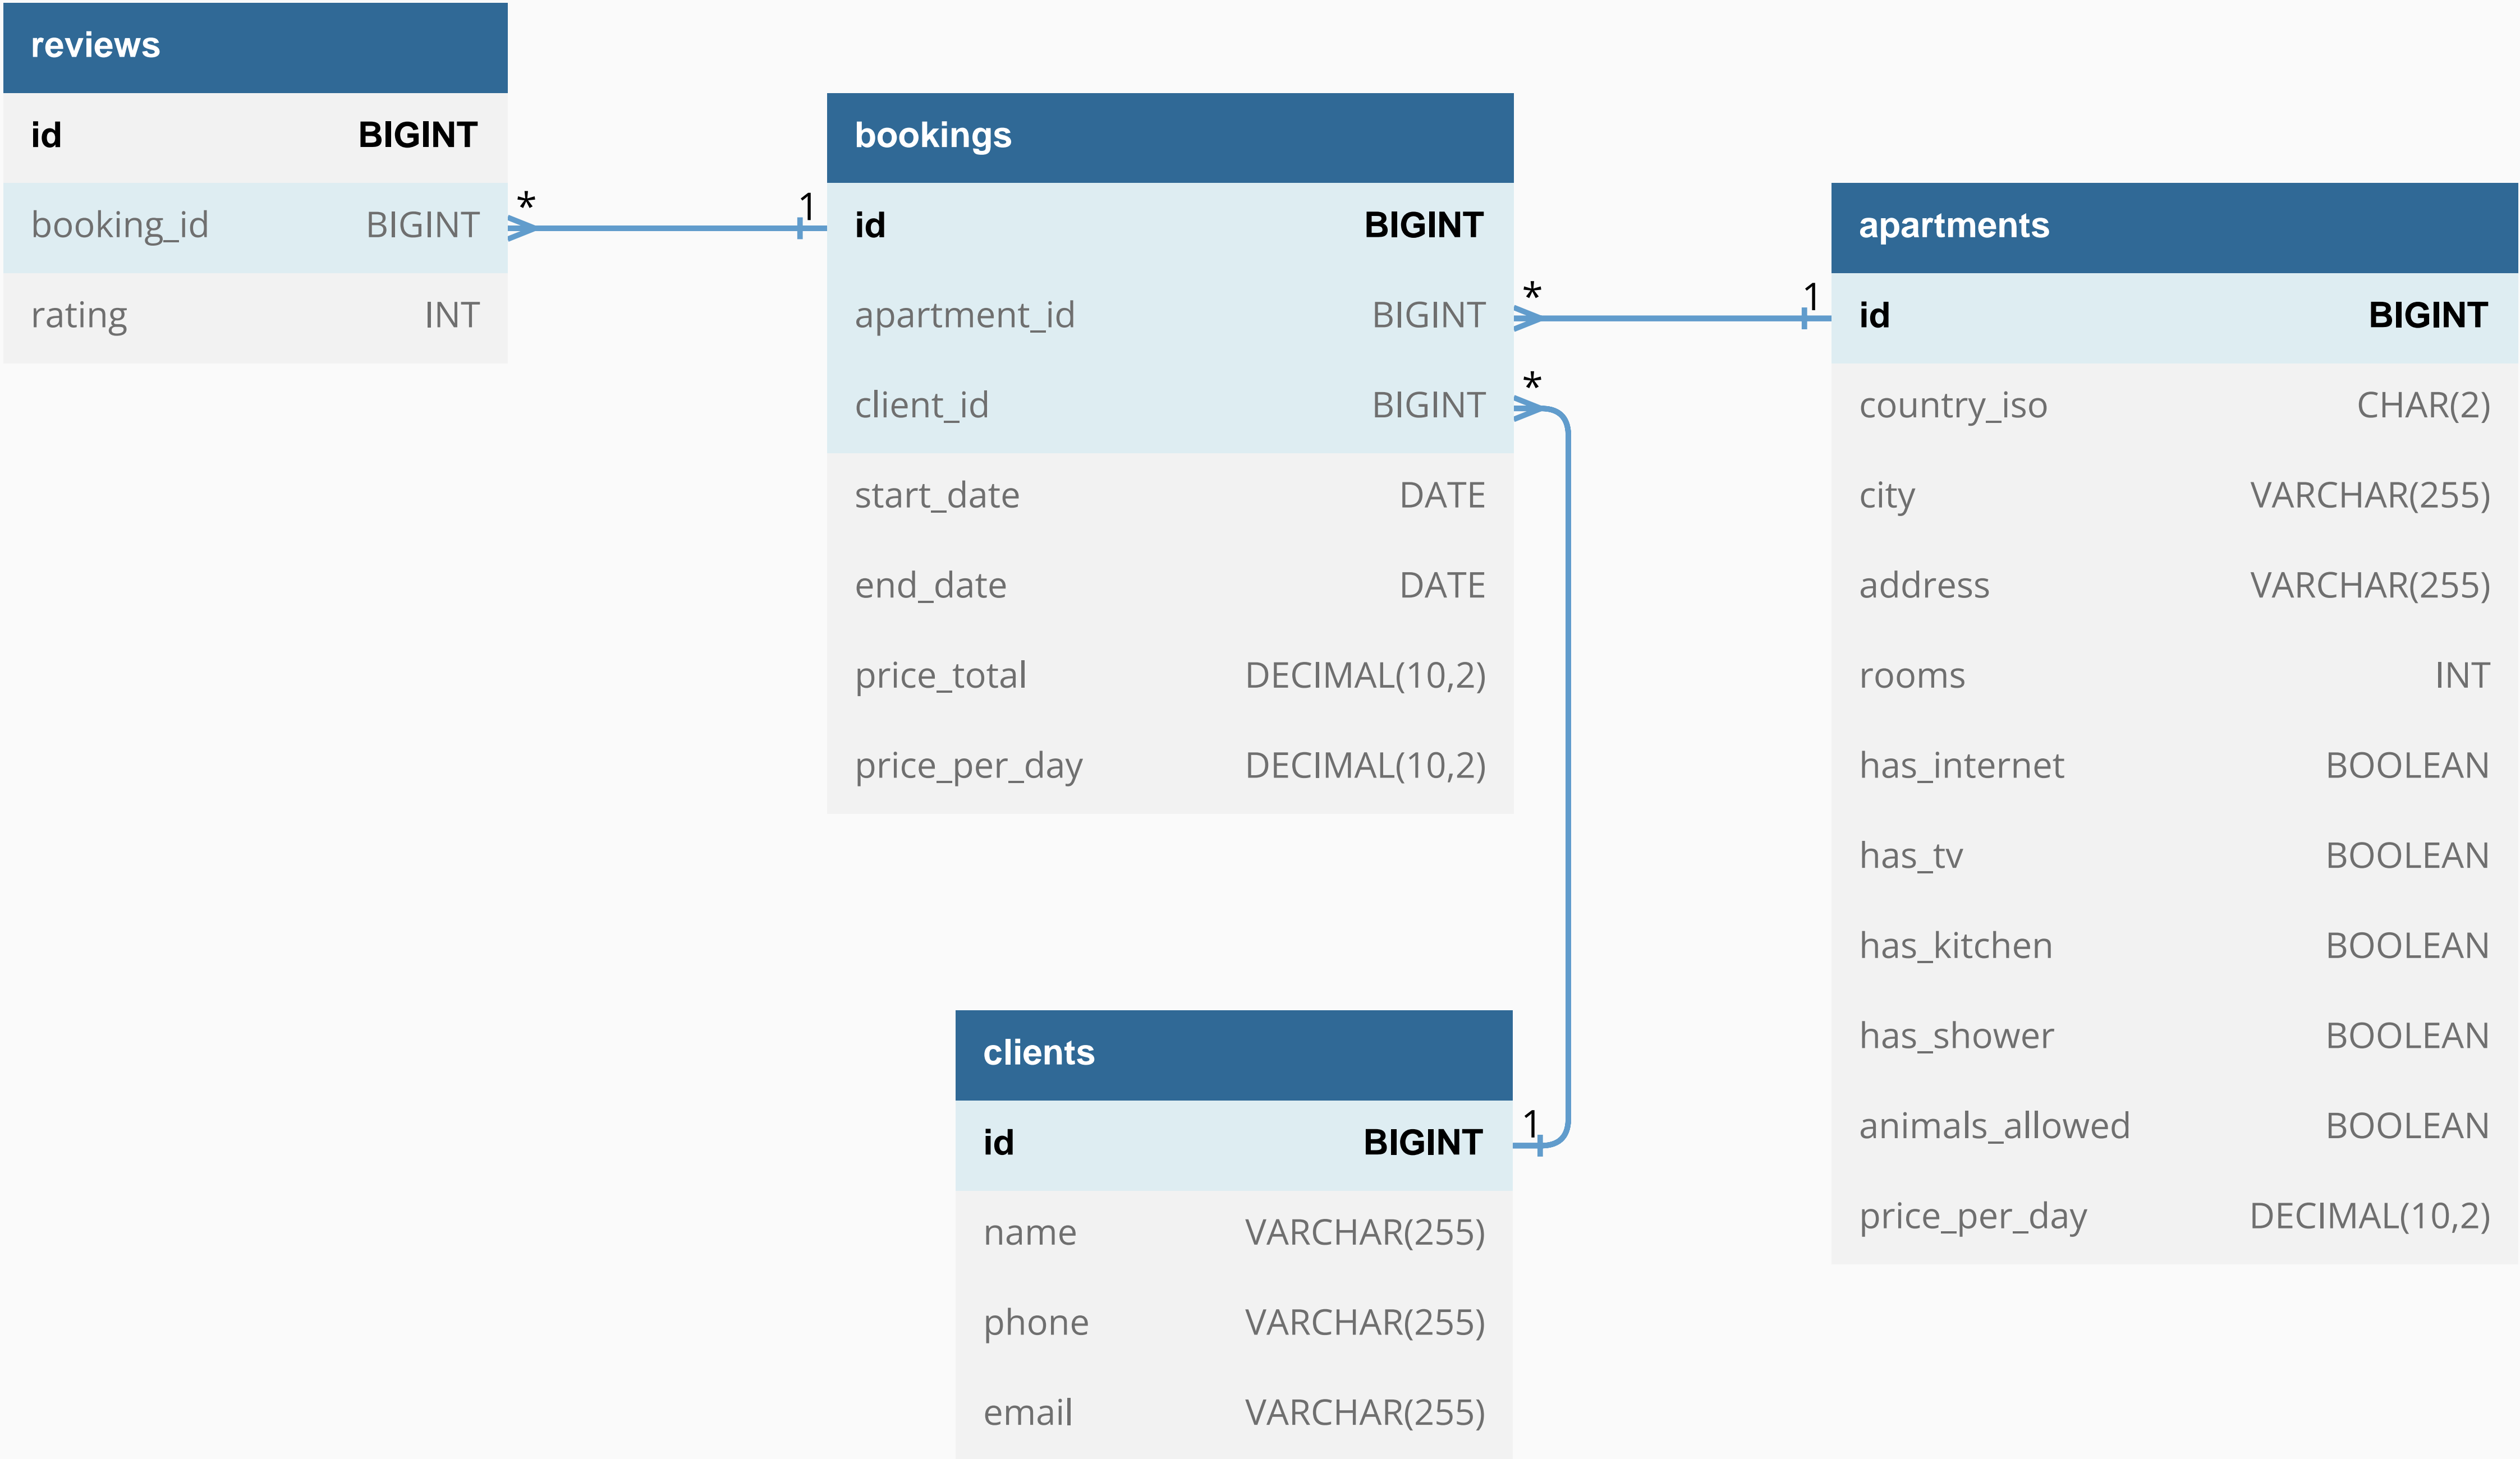 reviews
id BIGINT
booking_id BIGINT
rating INT
* 1
bookings
id BIGINT
apartment_id BIGINT
client_id BIGINT
start_date DATE
end_date DATE
price_total DECIMAL(10,2)
price_per_day DECIMAL(10,2)
* 1
*
1
apartments
id BIGINT
country_iso CHAR(2)
city VARCHAR(255)
address VARCHAR(255)
rooms INT
has_internet BOOLEAN
has_tv BOOLEAN
has_kitchen BOOLEAN
has_shower BOOLEAN
animals_allowed BOOLEAN
price_per_day DECIMAL(10,2)
clients
id BIGINT
name VARCHAR(255)
phone VARCHAR(255)
email VARCHAR(255)